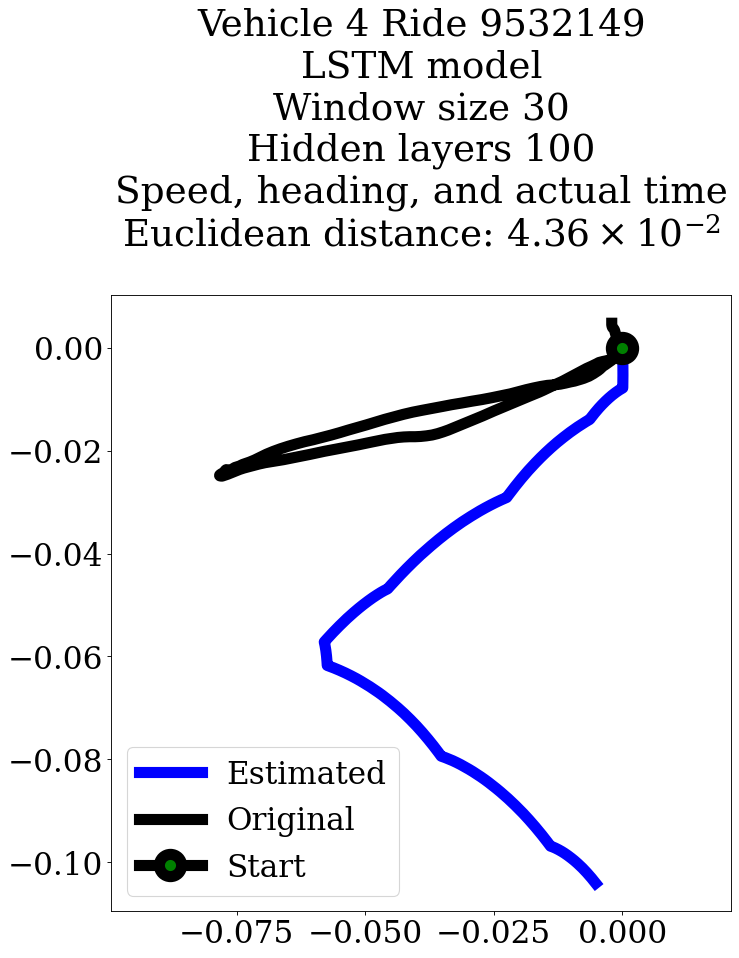 Vehicle 4 Ride 9532149
LSTM model
Window size 30
Hidden layers 100
Speed, heading, and actual time
Euclidean distance: 4.36 × 10⁻²
0.00
−0.02
−0.04
−0.06
−0.08
−0.10
Estimated
Original
Start
−0.075 −0.050 −0.025 0.000